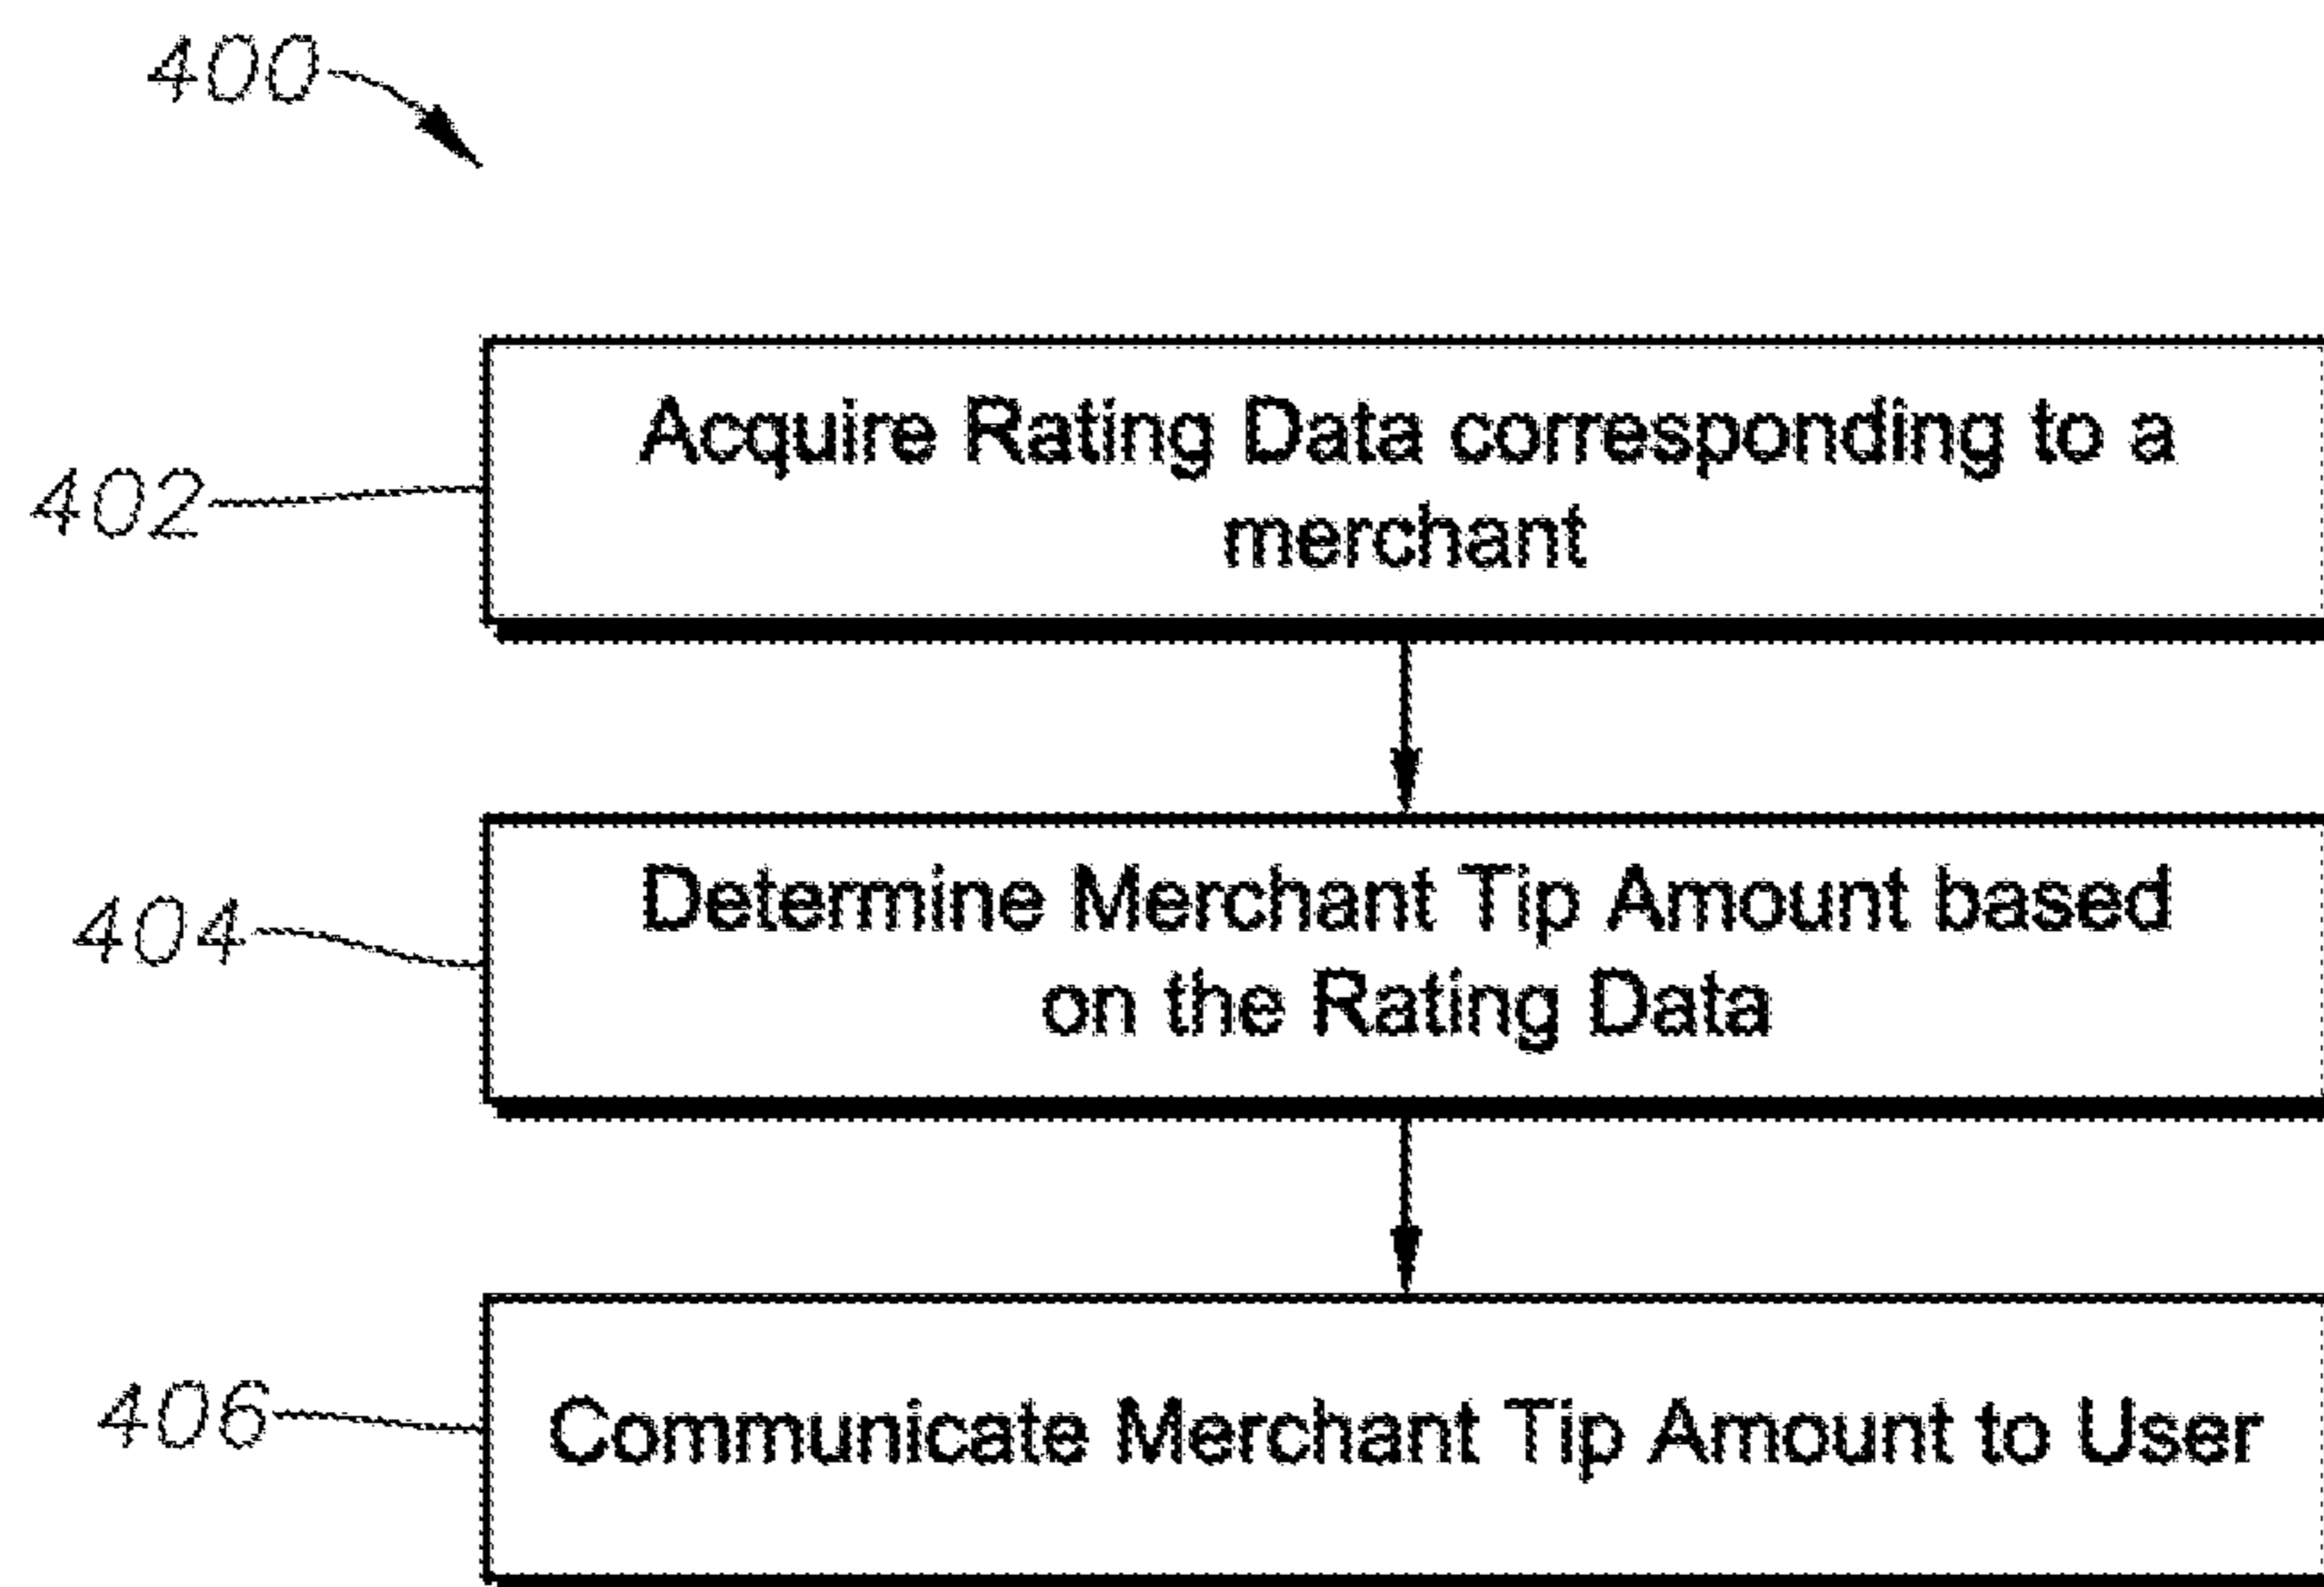 400
Acquire Rating Data corresponding to a
402
merchant
Determine Merchant Tip Amount based
404
on the Rating Data
406
Communicate Merchant Tip Amount to User